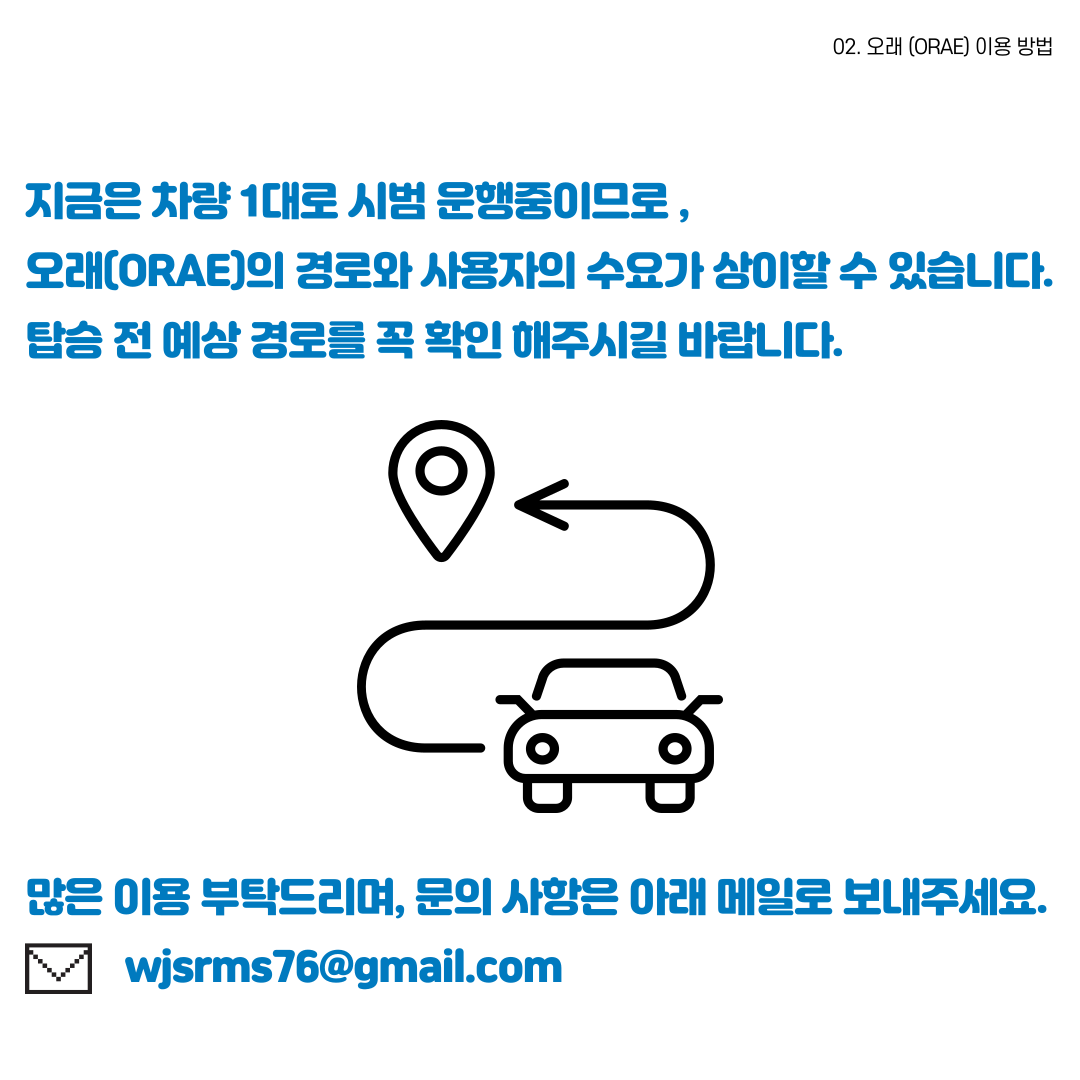 02. 오래 (ORAE) 이용 방법
지금은 차량 1대로 시범 운행중이므로 ,
오래(ORAE)의 경로와 사용자의 수요가 상이할 수 있습니다.
탑승 전 예상 경로를 꼭 확인 해주시길 바랍니다.
많은 이용 부탁드리며, 문의 사항은 아래 메일로 보내주세요.
wjsrms76@gmail.com